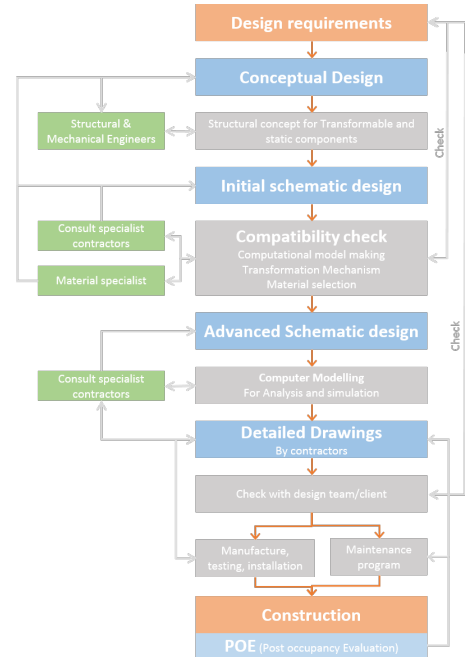 Design requirements
Conceptual Design
Structural &
Mechanical Engineers
Structural concept for Transformable and
static components
Check
Initial schematic design
Consult specialist
contractors
Material specialist
Compatibility check
Computational model making
Transformation Mechanism
Material selection
Advanced Schematic design
Check
Consult specialist
contractors
Computer Modelling
For Analysis and simulation
Detailed Drawings
By contractors
Check with design team/client
Manufacture,
testing, installation
Maintenance
program
Construction
POE (Post occupancy Evaluation)